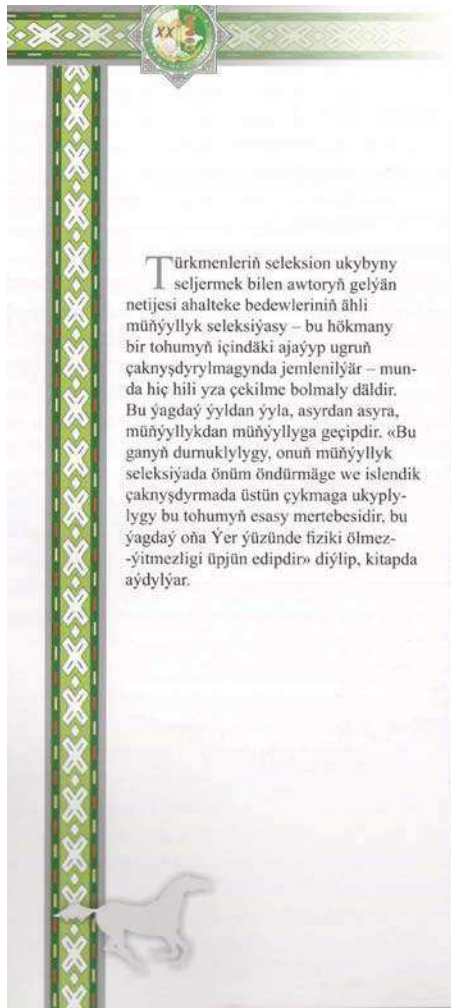 XX
Türkmenleriň seleksion ukybyny
seljermek bilen awtoryň gelýän
netijesi ahalteke bedewleriniň ähli
müňýyllyk seleksiýasy – bu hökmany
bir tohumyň içindäki ajaýyp ugruň
çaknyşdyrylmagynda jemlenilýär – mun-
da hiç hili yza çekilme bolmaly däldir.
Bu ýagdaý ýyldan ýyla, asyrdan asyra,
müňýyllykdan müňýyllyga geçipdir. «Bu
ganyň durnuklylygy, onuň müňýyllyk
seleksiýada önüm öndürmäge we islendik
çaknyşdyrmada üstün çykmaga ukyply-
lygy bu tohumyň esasy mertebesidir, bu
ýagdaý oňa Ýer ýüzünde fiziki ölmez-
-ýitmezligi üpjün edipdir» diýlip, kitapda
aýdylýar.